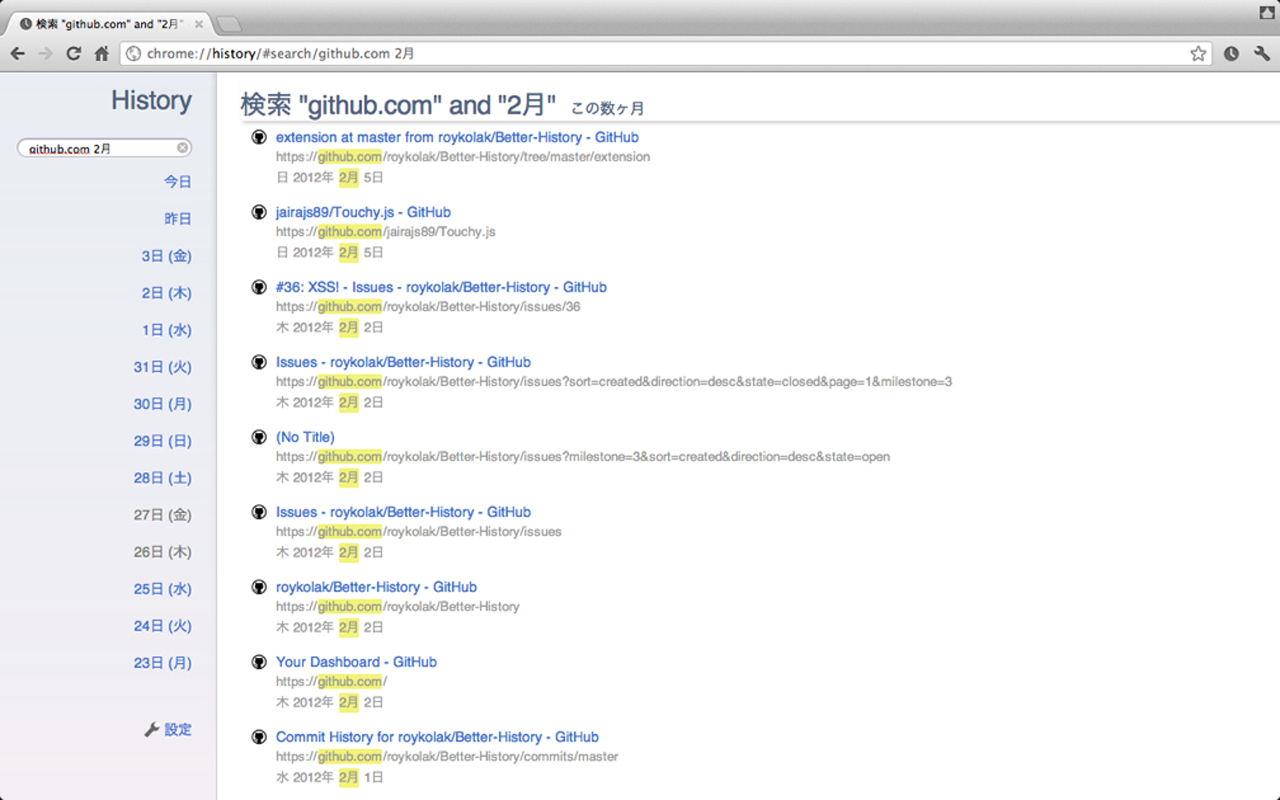 検索 "github.com" and "2月"
chrome://history/#search/github.com 2月
History
github.com 2月
今日
昨日
3日 (金)
2日 (木)
1日 (水)
31日 (火)
30日 (月)
29日 (日)
28日 (土)
27日 (金)
26日 (木)
25日 (水)
24日 (火)
23日 (月)
設定
検索 "github.com" and "2月" この数ヶ月
extension at master from roykolak/Better-History - GitHub
https://github.com/roykolak/Better-History/tree/master/extension
日 2012年 2月 5日
jairajs89/Touchy.js - GitHub
https://github.com/jairajs89/Touchy.js
日 2012年 2月 5日
#36: XSS! - Issues - roykolak/Better-History - GitHub
https://github.com/roykolak/Better-History/issues/36
木 2012年 2月 2日
Issues - roykolak/Better-History - GitHub
https://github.com/roykolak/Better-History/issues?sort=created&direction=desc&state=closed&page=1&milestone=3
木 2012年 2月 2日
(No Title)
https://github.com/roykolak/Better-History/issues?milestone=3&sort=created&direction=desc&state=open
木 2012年 2月 2日
Issues - roykolak/Better-History - GitHub
https://github.com/roykolak/Better-History/issues
木 2012年 2月 2日
roykolak/Better-History - GitHub
https://github.com/roykolak/Better-History
木 2012年 2月 2日
Your Dashboard - GitHub
https://github.com/
木 2012年 2月 2日
Commit History for roykolak/Better-History - GitHub
https://github.com/roykolak/Better-History/commits/master
水 2012年 2月 1日